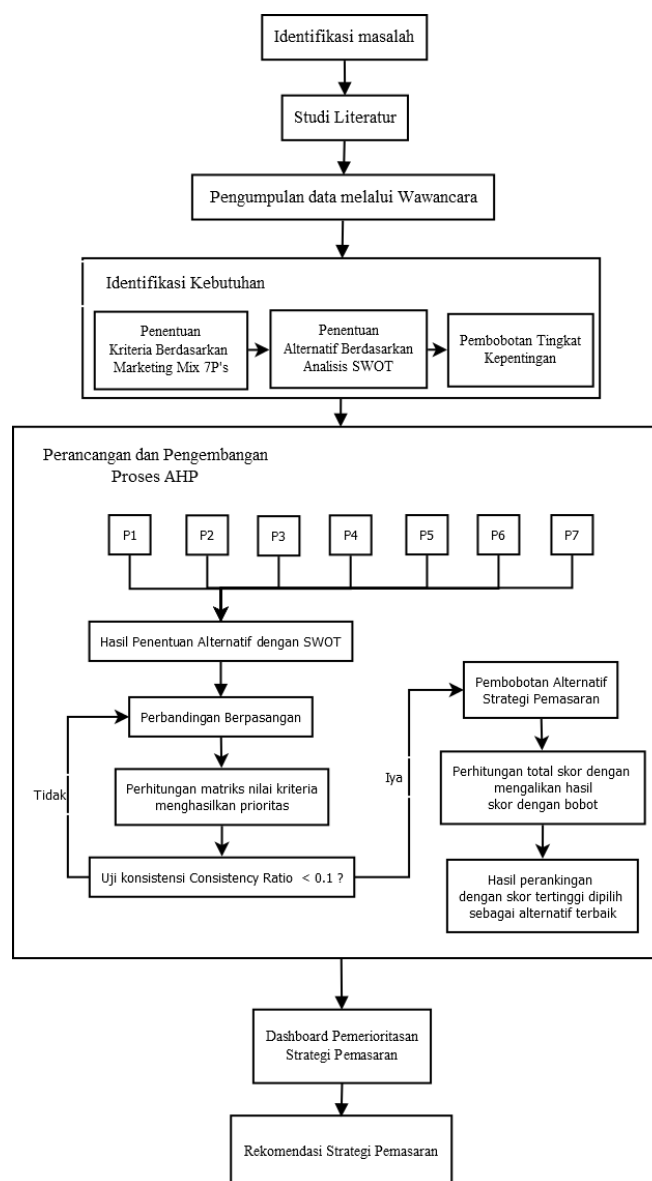 Identifikasi masalah
Studi Literatur
Pengumpulan data melalui Wawancara
Identifikasi Kebutuhan
Penentuan
Kriteria Berdasarkan
Marketing Mix 7P's
Penentuan
Alternatif Berdasarkan
Analisis SWOT
Pembobotan Tingkat
Kepentingan
Perancangan dan Pengembangan
Proses AHP
P1
P2
P3
P4
P5
P6
P7
Hasil Penentuan Alternatif dengan SWOT
Perbandingan Berpasangan
Perhitungan matriks nilai kriteria
menghasilkan prioritas
Uji konsistensi Consistency Ratio < 0.1 ?
Tidak
Iya
Pembobotan Alternatif
Strategi Pemasaran
Perhitungan total skor dengan
mengalikan hasil
skor dengan bobot
Hasil perankingan
dengan skor tertinggi dipilih
sebagai alternatif terbaik
Dashboard Pemerioritasan
Strategi Pemasaran
Rekomendasi Strategi Pemasaran